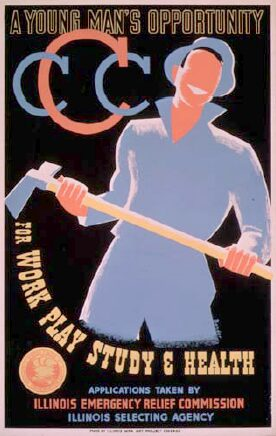 A YOUNG MAN'S OPPORTUNITY
CCC
FOR WORK PLAY STUDY & HEALTH
APPLICATIONS TAKEN BY
ILLINOIS EMERGENCY RELIEF COMMISSION
ILLINOIS SELECTING AGENCY